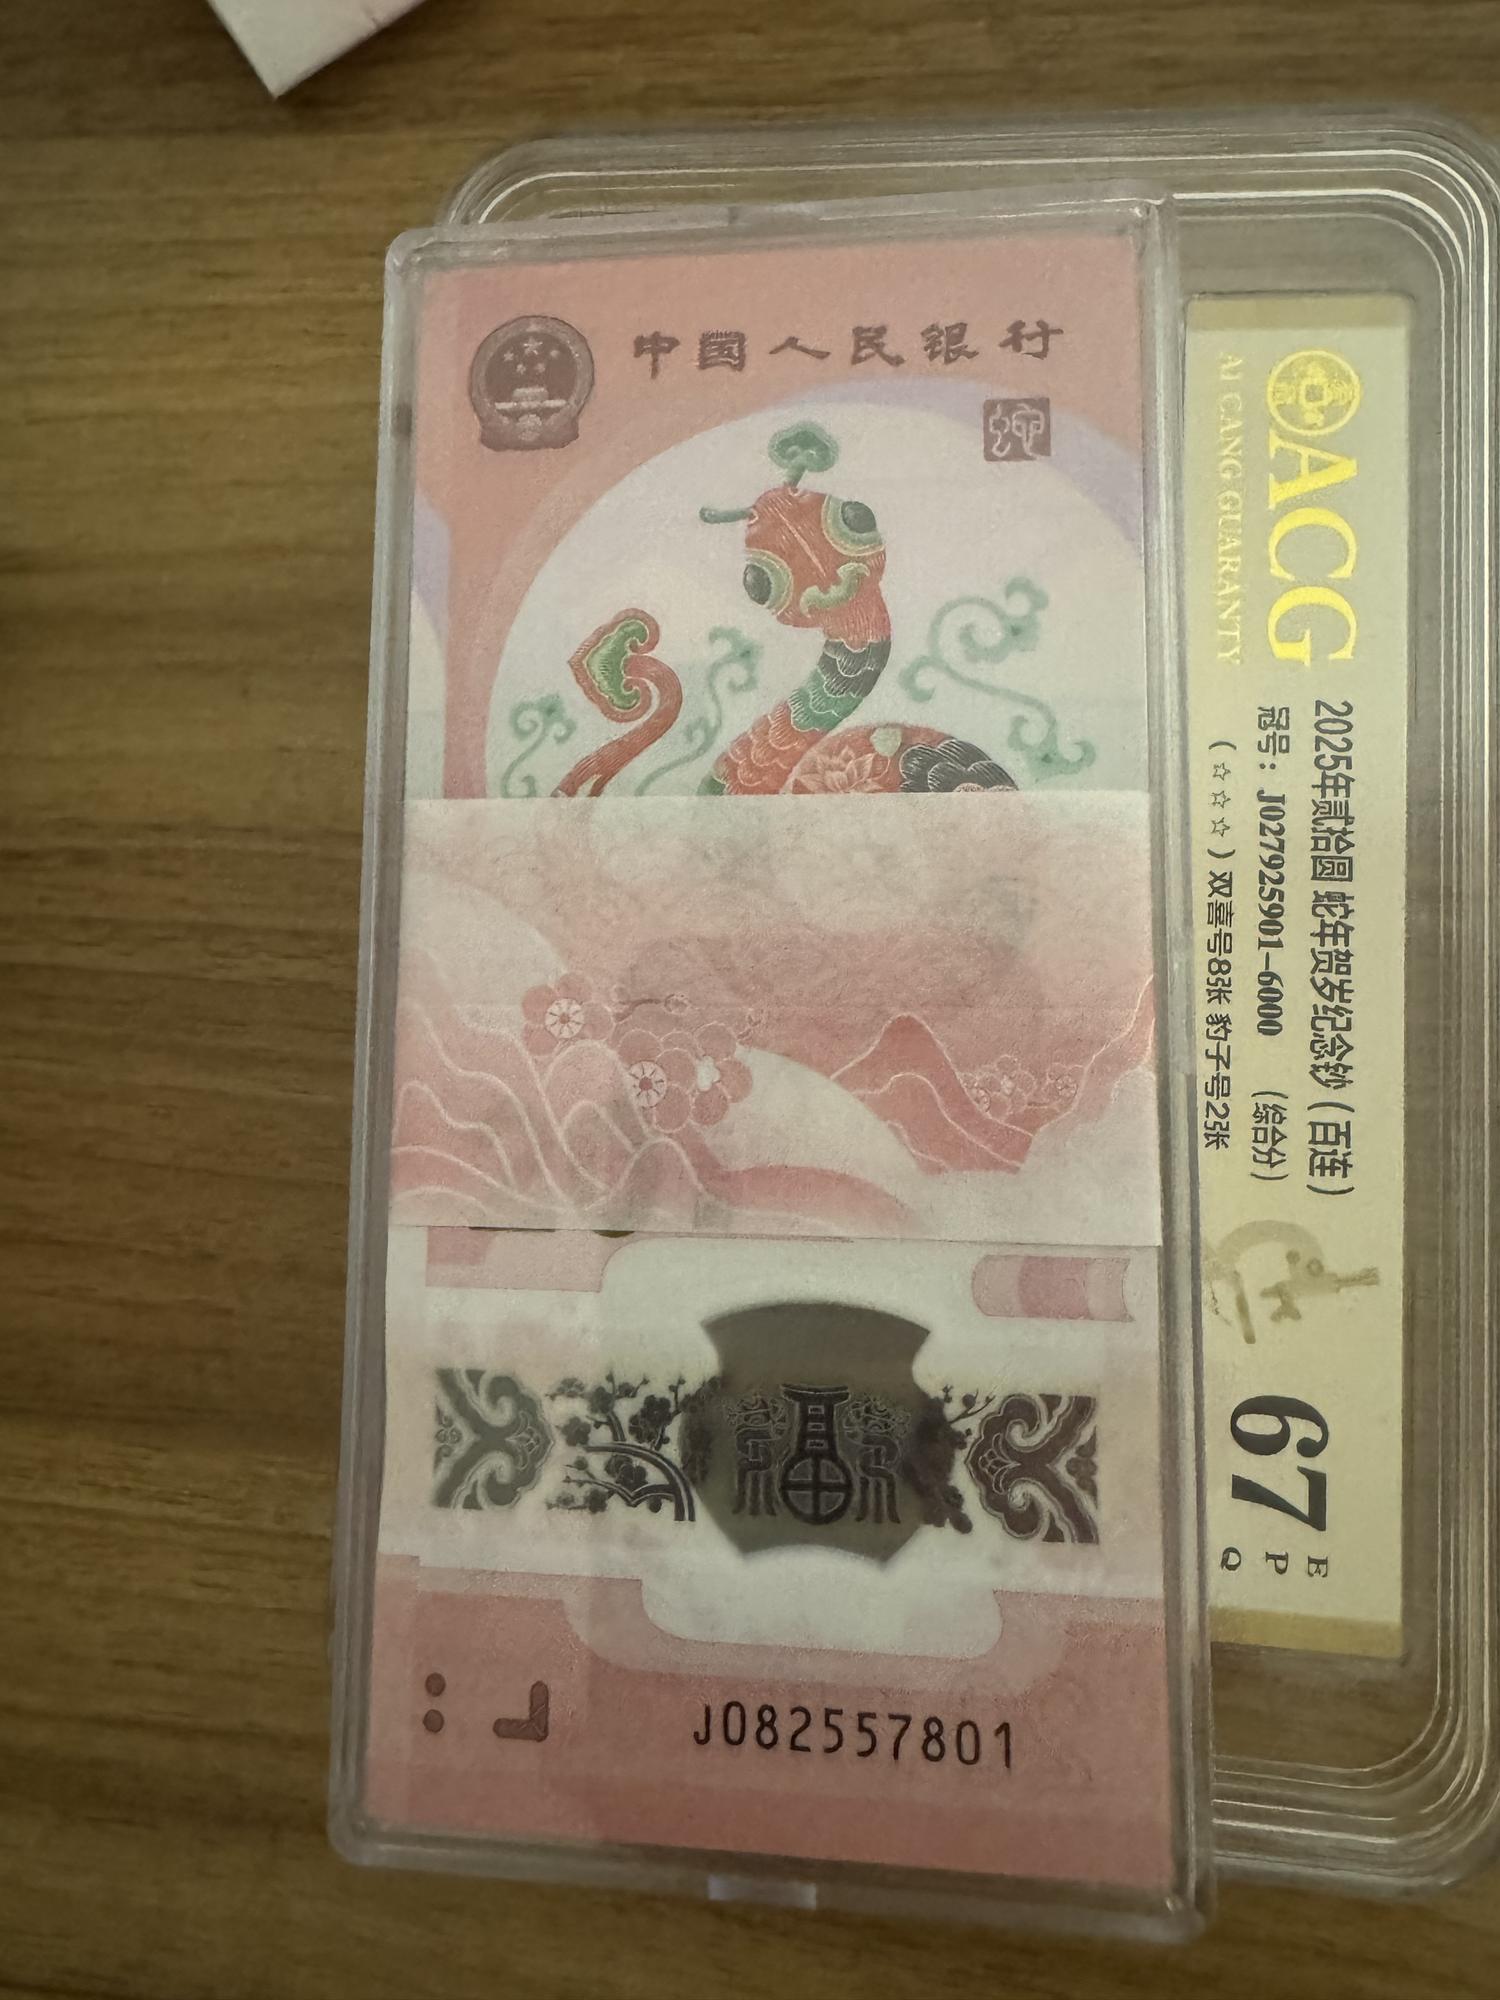 中国人民银行
J082557801
ACG
AI CANG GUARANTY
2025年贰拾圆 蛇年贺岁纪念钞（百连）
冠号：J027925901-6000 （综合分）
（☆☆☆）双喜号8张 豹子号2张
67
E
P
Q